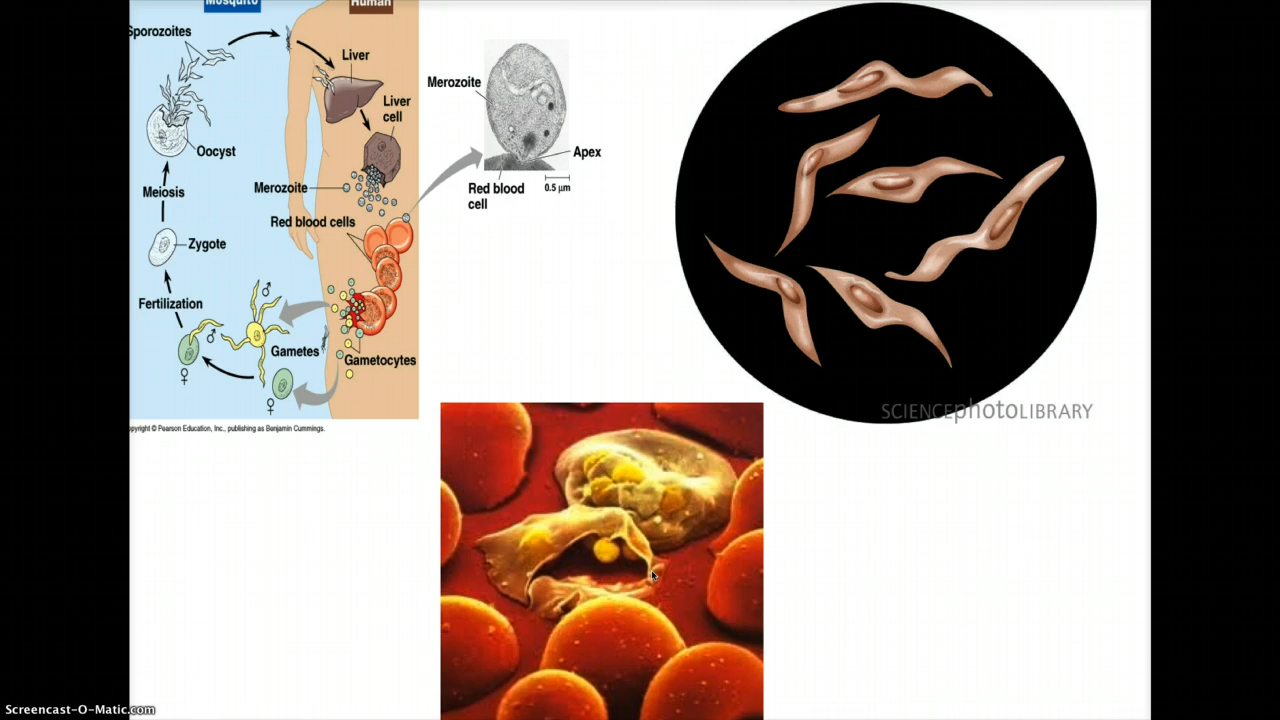 Mosquito
Human
Sporozoites
Liver
Liver
cell
Oocyst
Meiosis
Merozoite
Red blood cells
Zygote
Fertilization
♂
♂
Gametes
Gametocytes
♀
♀
opyright © Pearson Education, Inc., publishing as Benjamin Cummings.
Merozoite
Apex
Red blood
cell
0.5 µm
SCIENCEphotoLIBRARY
Screencast-O-Matic.com